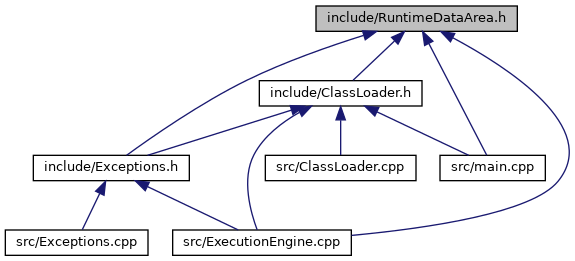 include/RuntimeDataArea.h
include/ClassLoader.h
include/Exceptions.h
src/ClassLoader.cpp
src/main.cpp
src/Exceptions.cpp
src/ExecutionEngine.cpp